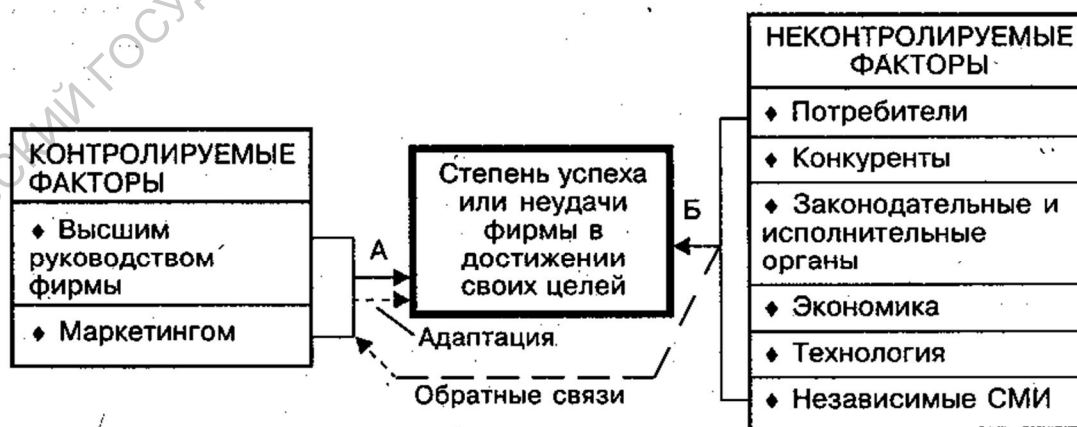 КОНТРОЛИРУЕМЫЕ
ФАКТОРЫ
♦ Высшим
руководством
фирмы
♦ Маркетингом
А
Степень успеха
или неудачи
фирмы в
достижении
своих целей
Б
Адаптация
Обратные связи
НЕКОНТРОЛИРУЕМЫЕ
ФАКТОРЫ
♦ Потребители
♦ Конкуренты
♦ Законодательные и
исполнительные
органы
♦ Экономика
♦ Технология
♦ Независимые СМИ